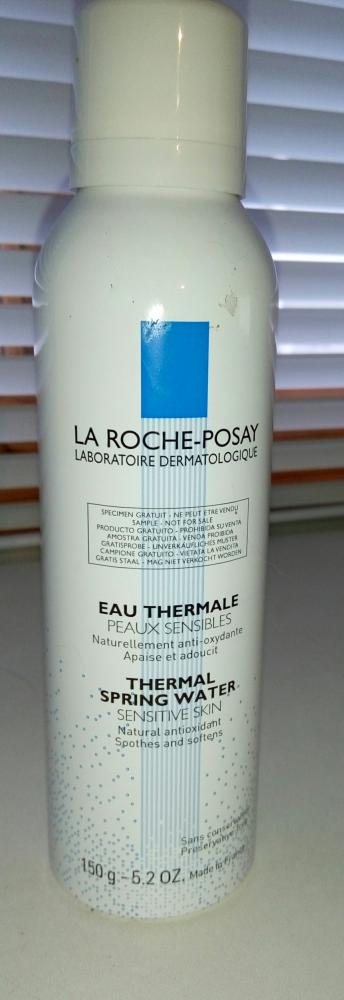 LA ROCHE-POSAY
LABORATOIRE DERMATOLOGIQUE
SPECIMEN GRATUIT - NE PEUT ETRE VENDU
SAMPLE - NOT FOR SALE
PRODUCTO GRATUITO - PROHIBIDA SU VENTA
AMOSTRA GRATUITA - VENDA PROIBIDA
GRATISPROBE - UNVERKÄUFLICHES MUSTER
CAMPIONE GRATUITO - VIETATA LA VENDITA
GRATIS STAAL - MAG NIET VERKOCHT WORDEN
EAU THERMALE
PEAUX SENSIBLES
Naturellement anti-oxydante
Apaise et adoucit
THERMAL
SPRING WATER
SENSITIVE SKIN
Natural antioxidant
Soothes and softens
Sans
Preservative
150 g - 5.2 OZ. Made in France